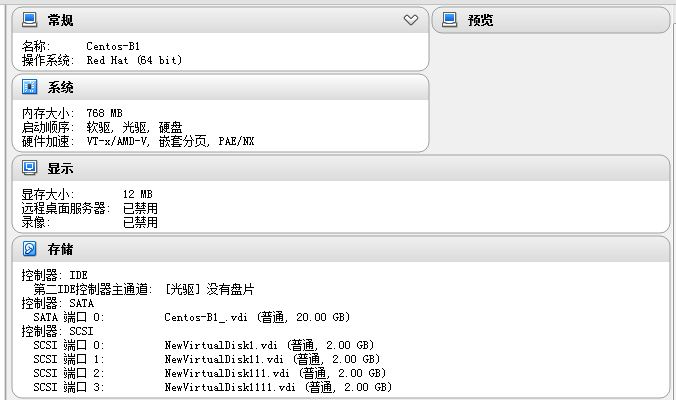 常规
预览
名称: Centos-B1
操作系统: Red Hat (64 bit)
系统
内存大小: 768 MB
启动顺序: 软驱, 光驱, 硬盘
硬件加速: VT-x/AMD-V, 嵌套分页, PAE/NX
显示
显存大小: 12 MB
远程桌面服务器: 已禁用
录像: 已禁用
存储
控制器: IDE
第二IDE控制器主通道: [光驱] 没有盘片
控制器: SATA
SATA 端口 0: Centos-B1_.vdi (普通, 20.00 GB)
控制器: SCSI
SCSI 端口 0: NewVirtualDisk1.vdi (普通, 2.00 GB)
SCSI 端口 1: NewVirtualDisk11.vdi (普通, 2.00 GB)
SCSI 端口 2: NewVirtualDisk111.vdi (普通, 2.00 GB)
SCSI 端口 3: NewVirtualDisk1111.vdi (普通, 2.00 GB)